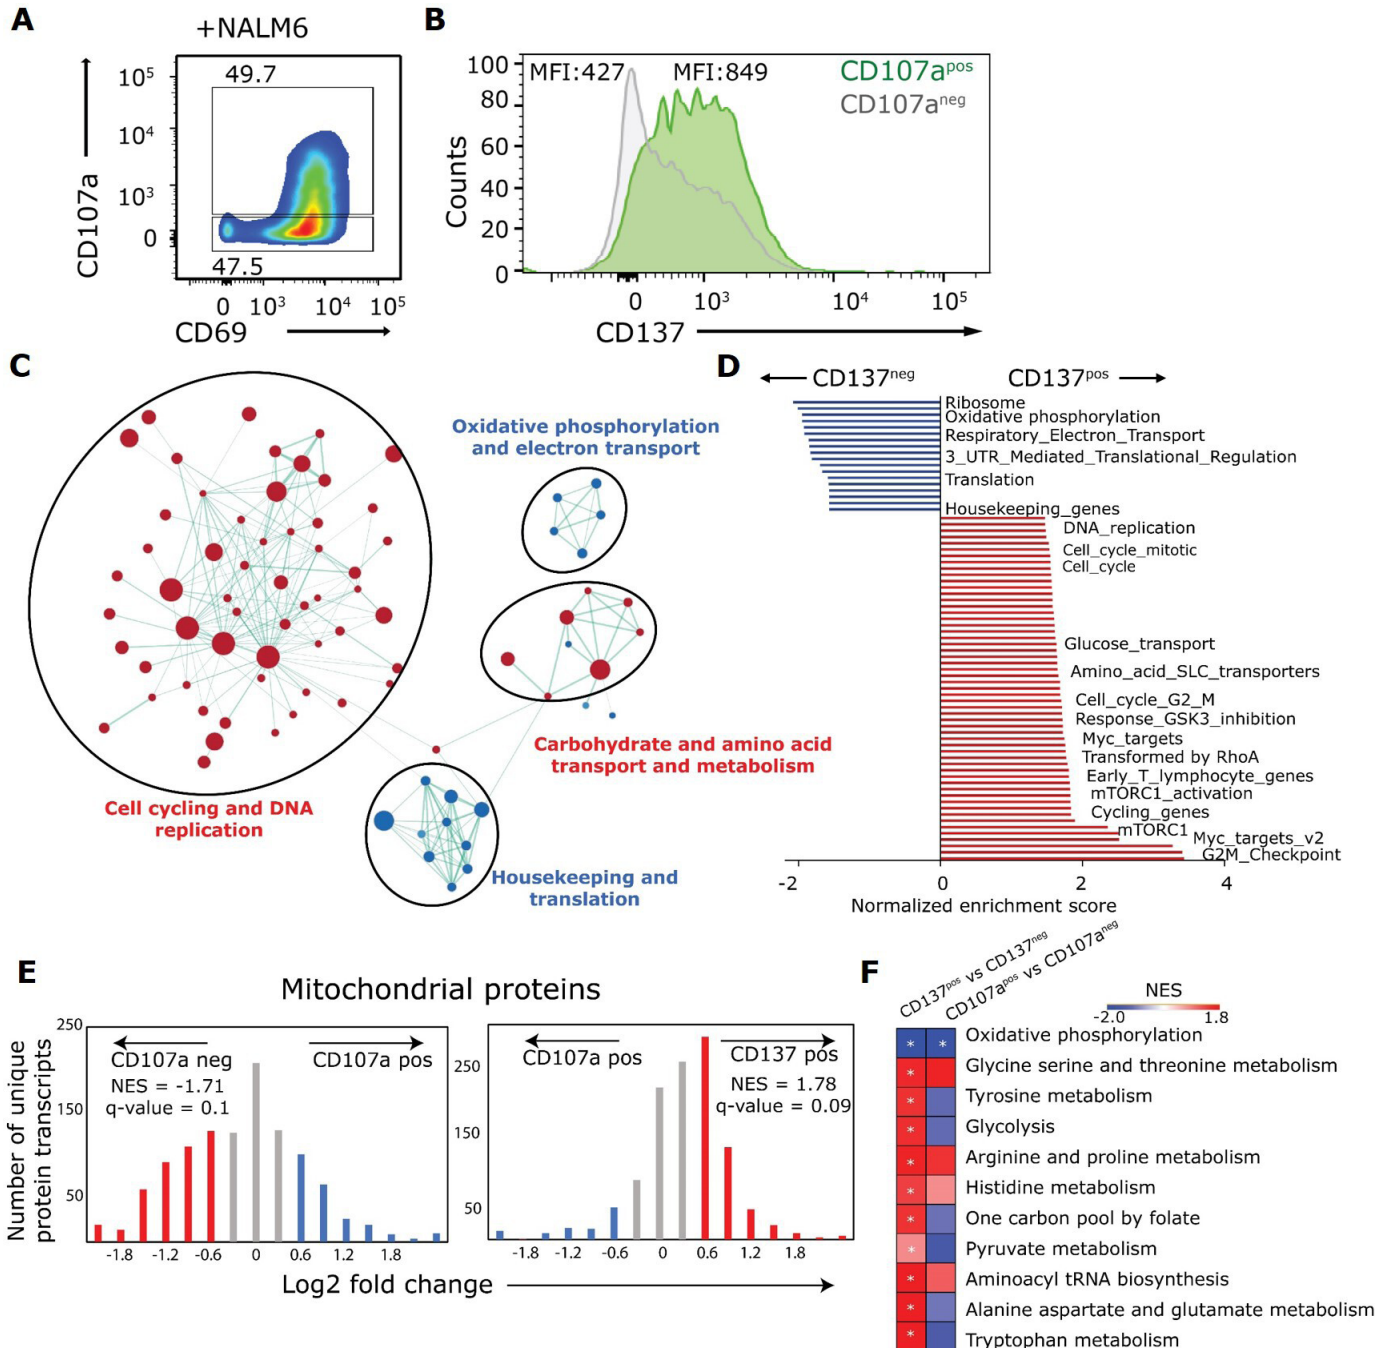 A
+NALM6
49.7
10⁵
10⁴
10³
0
CD107a
47.5
0 10³ 10⁴ 10⁵
CD69
B
100
80
60
40
20
0
Counts
MFI:427 MFI:849
CD107aᵖᵒˢ
CD107aⁿᵉᵍ
0 10³ 10⁴ 10⁵
CD137
C
Oxidative phosphorylation
and electron transport
Carbohydrate and amino acid
transport and metabolism
Cell cycling and DNA
replication
Housekeeping and
translation
D
CD137ⁿᵉᵍ CD137ᵖᵒˢ
Ribosome
Oxidative phosphorylation
Respiratory_Electron_Transport
3_UTR_Mediated_Translational_Regulation
Translation
Housekeeping_genes
DNA_replication
Cell_cycle_mitotic
Cell_cycle
Glucose_transport
Amino_acid_SLC_transporters
Cell_cycle_G2_M
Response_GSK3_inhibition
Myc_targets
Transformed by RhoA
Early_T_lymphocyte_genes
mTORC1_activation
Cycling_genes
mTORC1
Myc_targets_v2
G2M_Checkpoint
-2 0 2 4
Normalized enrichment score
E
Mitochondrial proteins
Number of unique
protein transcripts
250
150
50
CD107a neg CD107a pos
NES = -1.71
q-value = 0.1
-1.8 -1.2 -0.6 0 0.6 1.2 1.8
250
150
50
CD107a pos CD137 pos
NES = 1.78
q-value = 0.09
-1.8 -1.2 -0.6 0 0.6 1.2 1.8
Log2 fold change
F
CD137ᵖᵒˢ vs CD137ⁿᵉᵍ
CD107aᵖᵒˢ vs CD107aⁿᵉᵍ
NES
-2.0 1.8
* * Oxidative phosphorylation
* Glycine serine and threonine metabolism
* Tyrosine metabolism
* Glycolysis
* Arginine and proline metabolism
* Histidine metabolism
* One carbon pool by folate
* Pyruvate metabolism
* Aminoacyl tRNA biosynthesis
* Alanine aspartate and glutamate metabolism
* Tryptophan metabolism